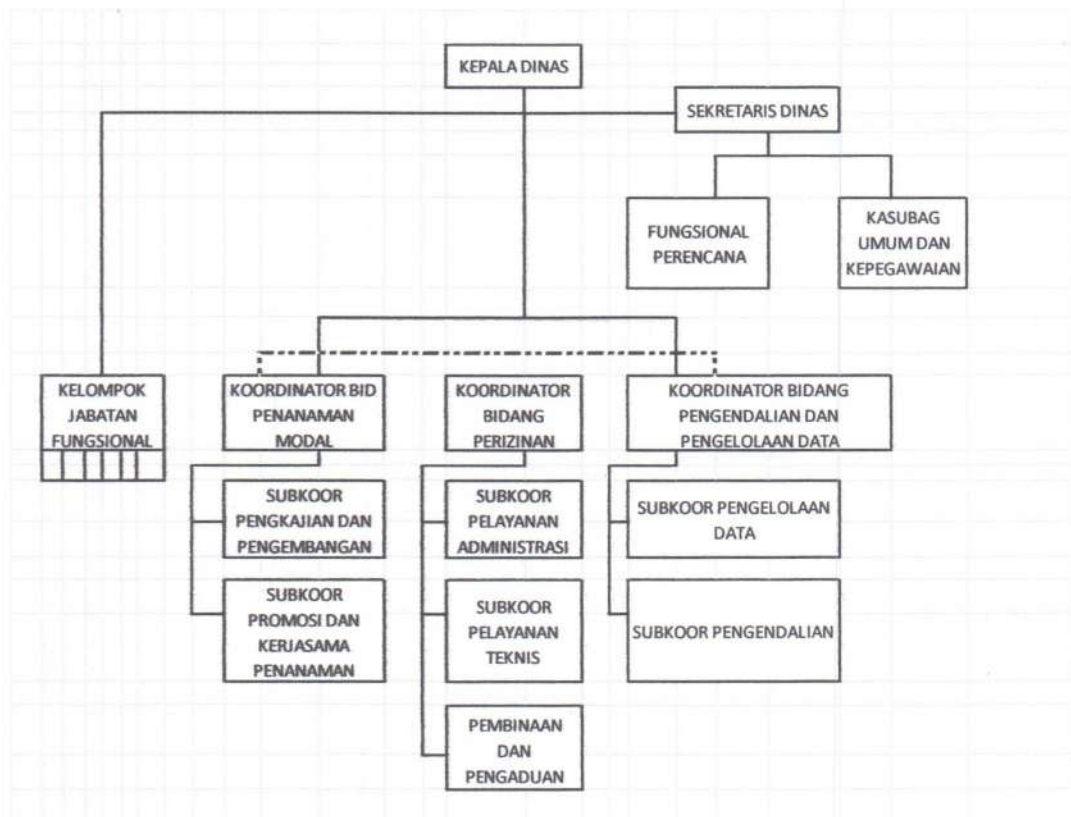 KEPALA DINAS
SEKRETARIS DINAS
FUNGSIONAL
PERENCANA
KASUBAG
UMUM DAN
KEPEGAWAIAN
KELOMPOK
JABATAN
FUNGSIONAL
KOORDINATOR BID
PENANAMAN
MODAL
KOORDINATOR
BIDANG
PERIZINAN
KOORDINATOR BIDANG
PENGENDALIAN DAN
PENGELOLAAN DATA
SUBKOOR
PENGKAJIAN DAN
PENGEMBANGAN
SUBKOOR
PELAYANAN
ADMINISTRASI
SUBKOOR PENGELOLAAN
DATA
SUBKOOR
PROMOSI DAN
KERJASAMA
PENANAMAN
SUBKOOR
PELAYANAN
TEKNIS
SUBKOOR PENGENDALIAN
PEMBINAAN
DAN
PENGADUAN